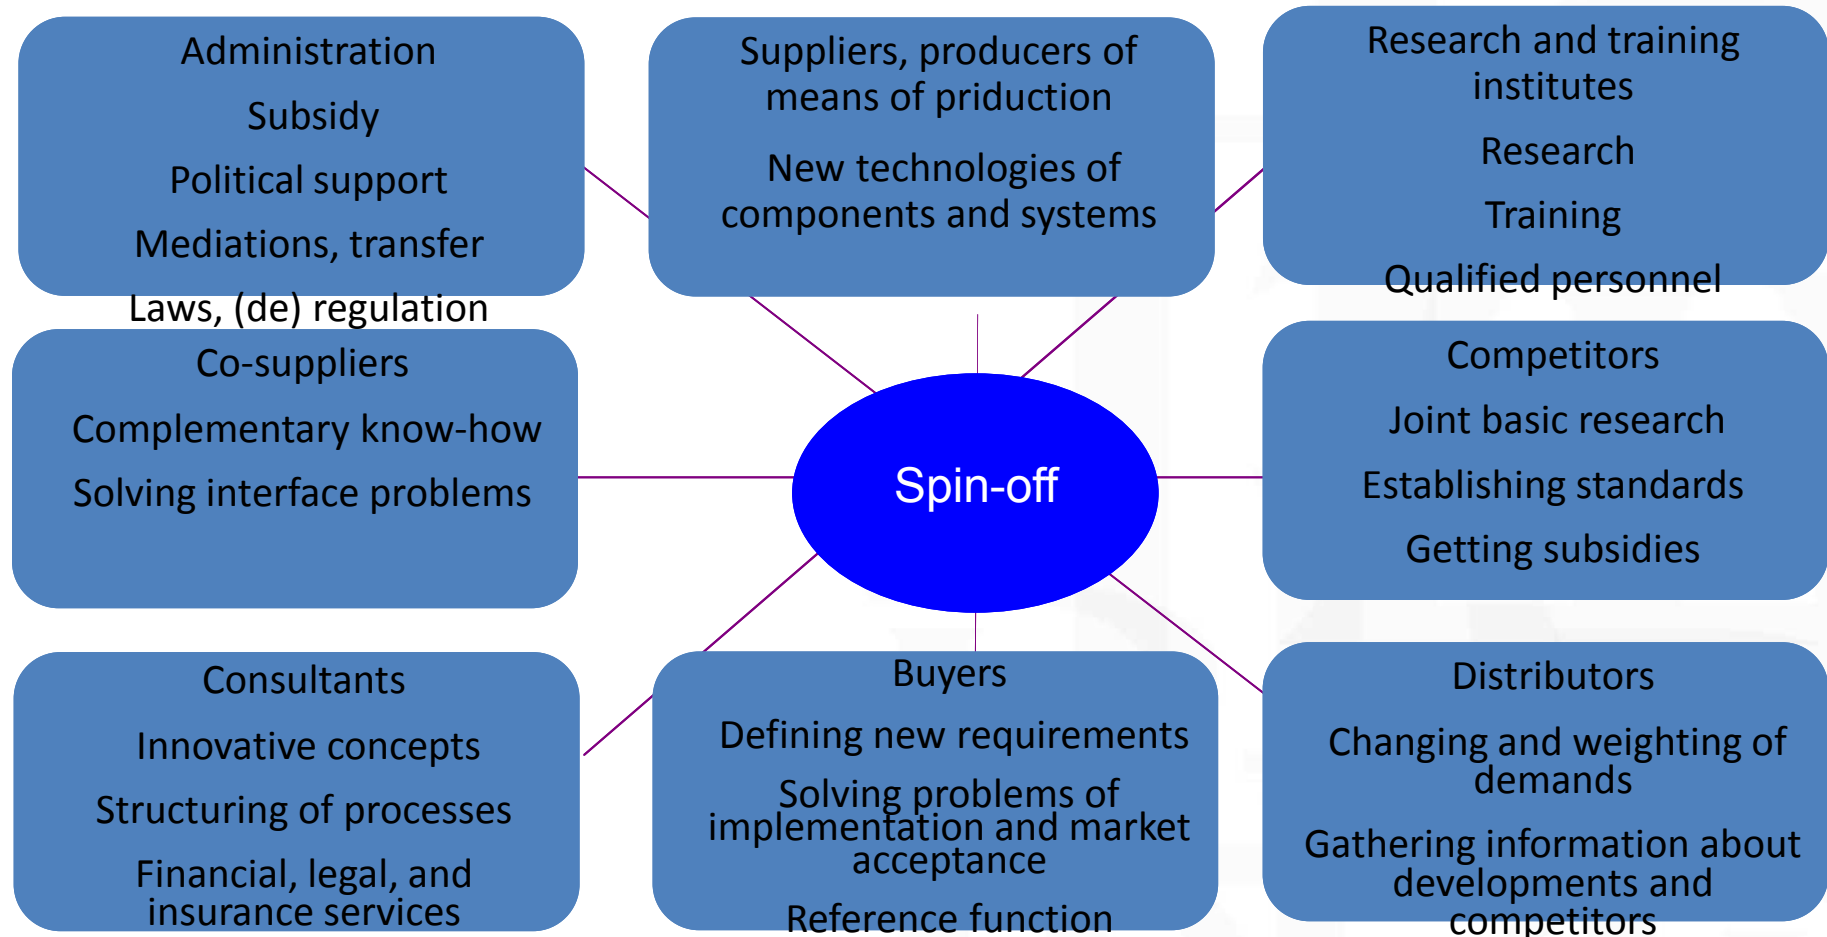 Administration
Subsidy
Political support
Mediations, transfer
Laws, (de) regulation
Suppliers, producers of
means of priduction
New technologies of
components and systems
Research and training
institutes
Research
Training
Qualified personnel
Co-suppliers
Complementary know-how
Solving interface problems
Spin-off
Competitors
Joint basic research
Establishing standards
Getting subsidies
Consultants
Innovative concepts
Structuring of processes
Financial, legal, and
insurance services
Buyers
Defining new requirements
Solving problems of
implementation and market
acceptance
Reference function
Distributors
Changing and weighting of
demands
Gathering information about
developments and
competitors